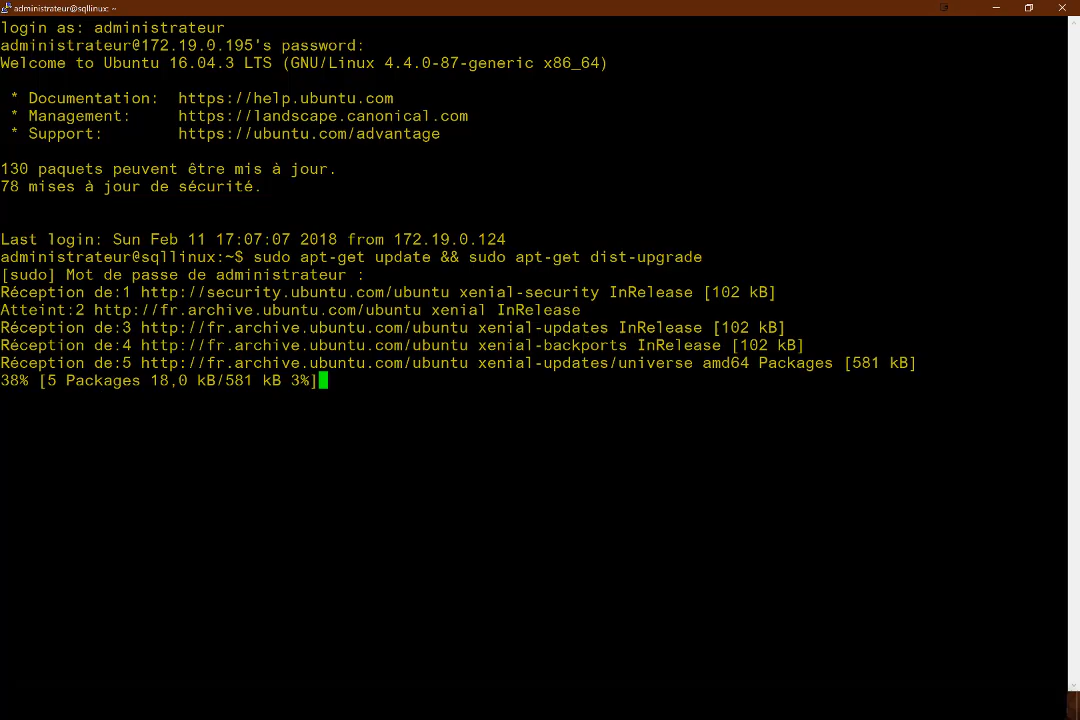 administrateur@sqllinux: ~
login as: administrateur
administrateur@172.19.0.195's password:
Welcome to Ubuntu 16.04.3 LTS (GNU/Linux 4.4.0-87-generic x86_64)
* Documentation: https://help.ubuntu.com
* Management: https://landscape.canonical.com
* Support: https://ubuntu.com/advantage
130 paquets peuvent être mis à jour.
78 mises à jour de sécurité.
Last login: Sun Feb 11 17:07:07 2018 from 172.19.0.124
administrateur@sqllinux:~$ sudo apt-get update && sudo apt-get dist-upgrade
[sudo] Mot de passe de administrateur :
Réception de:1 http://security.ubuntu.com/ubuntu xenial-security InRelease [102 kB]
Atteint:2 http://fr.archive.ubuntu.com/ubuntu xenial InRelease
Réception de:3 http://fr.archive.ubuntu.com/ubuntu xenial-updates InRelease [102 kB]
Réception de:4 http://fr.archive.ubuntu.com/ubuntu xenial-backports InRelease [102 kB]
Réception de:5 http://fr.archive.ubuntu.com/ubuntu xenial-updates/universe amd64 Packages [581 kB]
38% [5 Packages 18,0 kB/581 kB 3%]